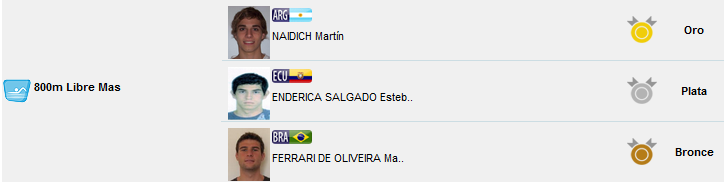 800m Libre Mas
ARG
NAIDICH Martín
Oro
ECU
ENDERICA SALGADO Esteb..
Plata
BRA
FERRARI DE OLIVEIRA Ma..
Bronce